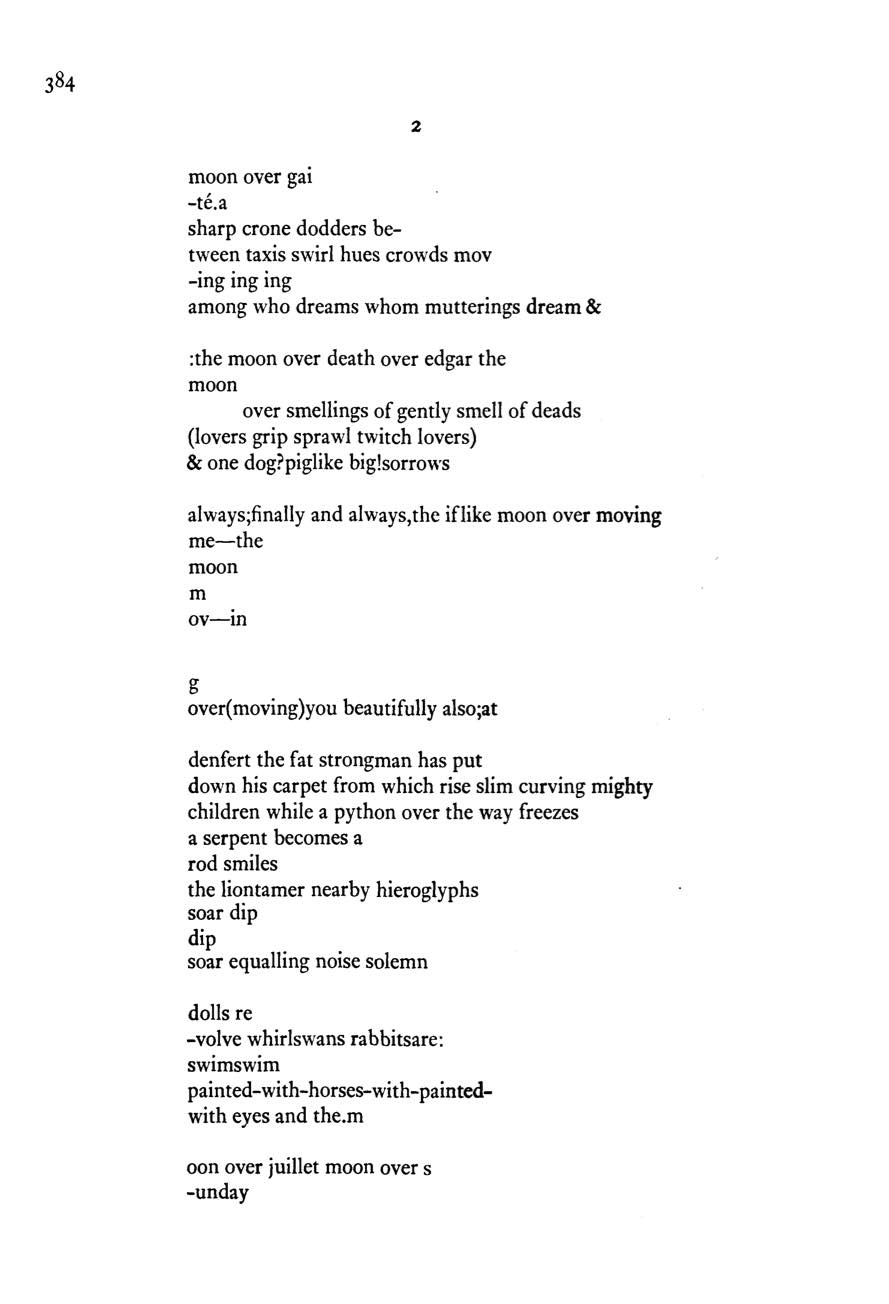 384
2
moon over gai
-té.a
sharp crone dodders be-
tween taxis swirl hues crowds mov
-ing ing ing
among who dreams whom mutterings dream &
:the moon over death over edgar the
moon
over smellings of gently smell of deads
(lovers grip sprawl twitch lovers)
& one dog?piglike big!sorrows
always;finally and always,the iflike moon over moving
me—the
moon
m
ov—in
g
over(moving)you beautifully also;at
denfert the fat strongman has put
down his carpet from which rise slim curving mighty
children while a python over the way freezes
a serpent becomes a
rod smiles
the liontamer nearby hieroglyphs
soar dip
dip
soar equalling noise solemn
dolls re
-volve whirlswans rabbitsare:
swimswim
painted-with-horses-with-painted-
with eyes and the.m
oon over juillet moon over s
-unday